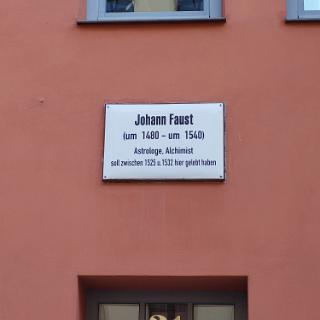 Johann Faust
(um 1480 - um 1540)
Astrologe, Alchimist
soll zwischen 1525 u. 1532 hier gelebt haben